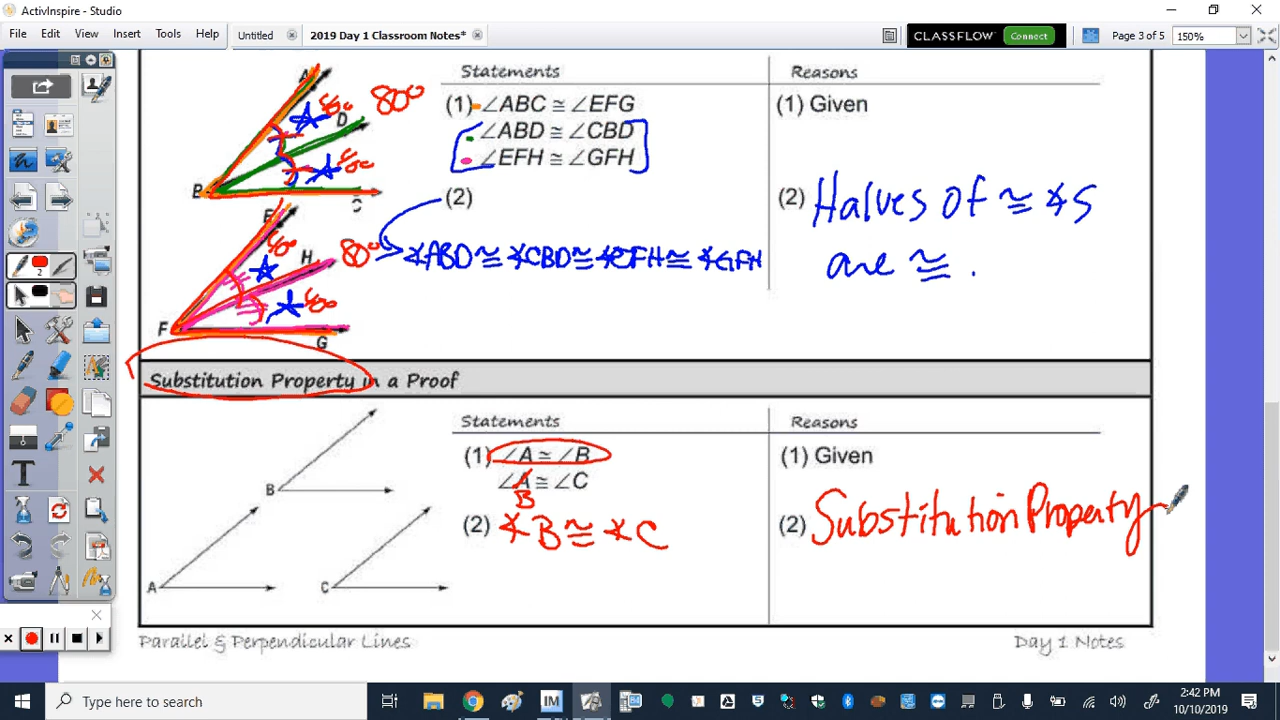 ActivInspire - Studio
File Edit View Insert Tools Help Untitled 2019 Day 1 Classroom Notes* CLASSFLOW Connect Page 3 of 5 150%
Statements Reasons
(1) ∠ABC ≅ ∠EFG (1) Given
∠ABD ≅ ∠CBD
∠EFH ≅ ∠GFH
(2) (2) Halves of ≅ ∡s
are ≅.
∡ABD≅ ∡CBD≅ ∡EFH≅ ∡GFH
A D B C 80° 40° 40°
E H F G 80° 40° 40°
Substitution Property in a Proof
Statements Reasons
(1) ∠A ≅ ∠B (1) Given
∠A ≅ ∠C
B
(2) ∡B ≅ ∡C (2) Substitution Property
B
A C
Parallel & Perpendicular Lines Day 1 Notes
Type here to search
2:42 PM
10/10/2019